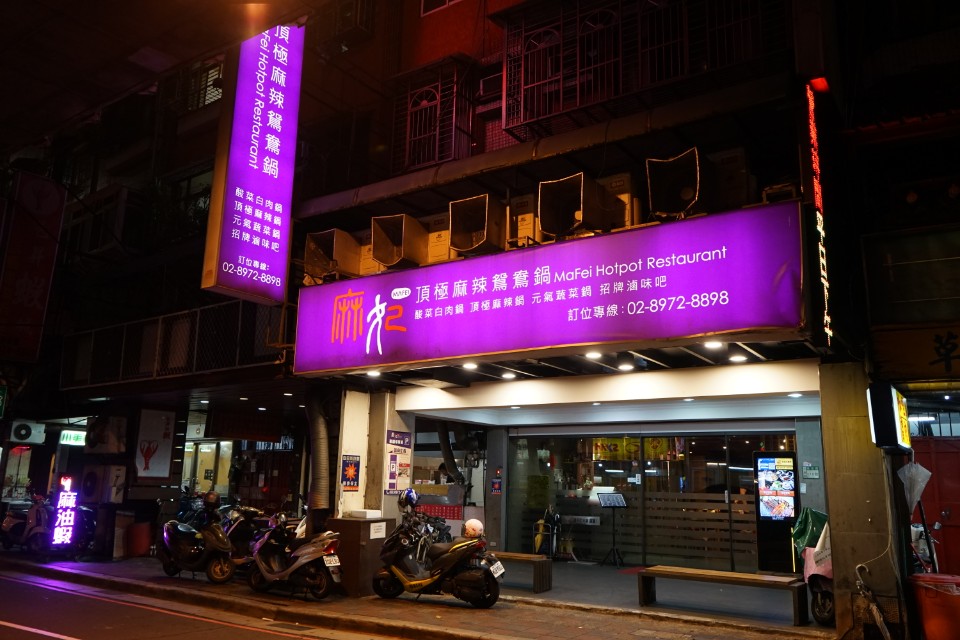 頂極麻辣鴛鴦鍋
aFei Hotpot Restaurant
酸菜白肉鍋
頂極麻辣鍋
元氣蔬菜鍋
招牌滷味吧
訂位專線:
02-8972-8898
麻妃 MAFEI
頂極麻辣鴛鴦鍋 MaFei Hotpot Restaurant
酸菜白肉鍋 頂極麻辣鍋 元氣蔬菜鍋 招牌滷味吧
訂位專線:02-8972-8898
麻油蝦